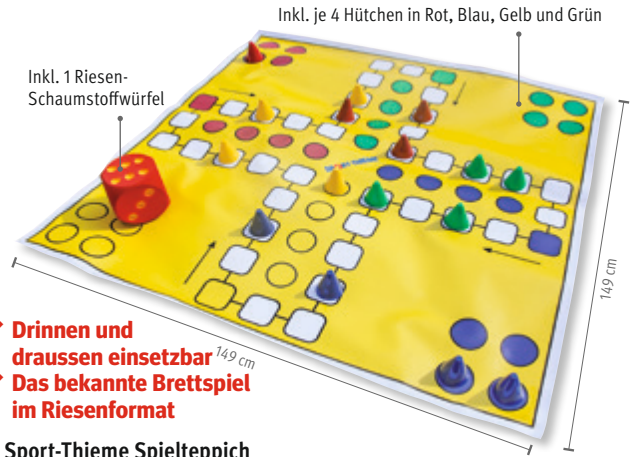 Inkl. je 4 Hütchen in Rot, Blau, Gelb und Grün
Inkl. 1 Riesen-
Schaumstoffwürfel
149 cm
149 cm
Drinnen und
draussen einsetzbar
Das bekannte Brettspiel
im Riesenformat
Sport-Thieme Spielteppich